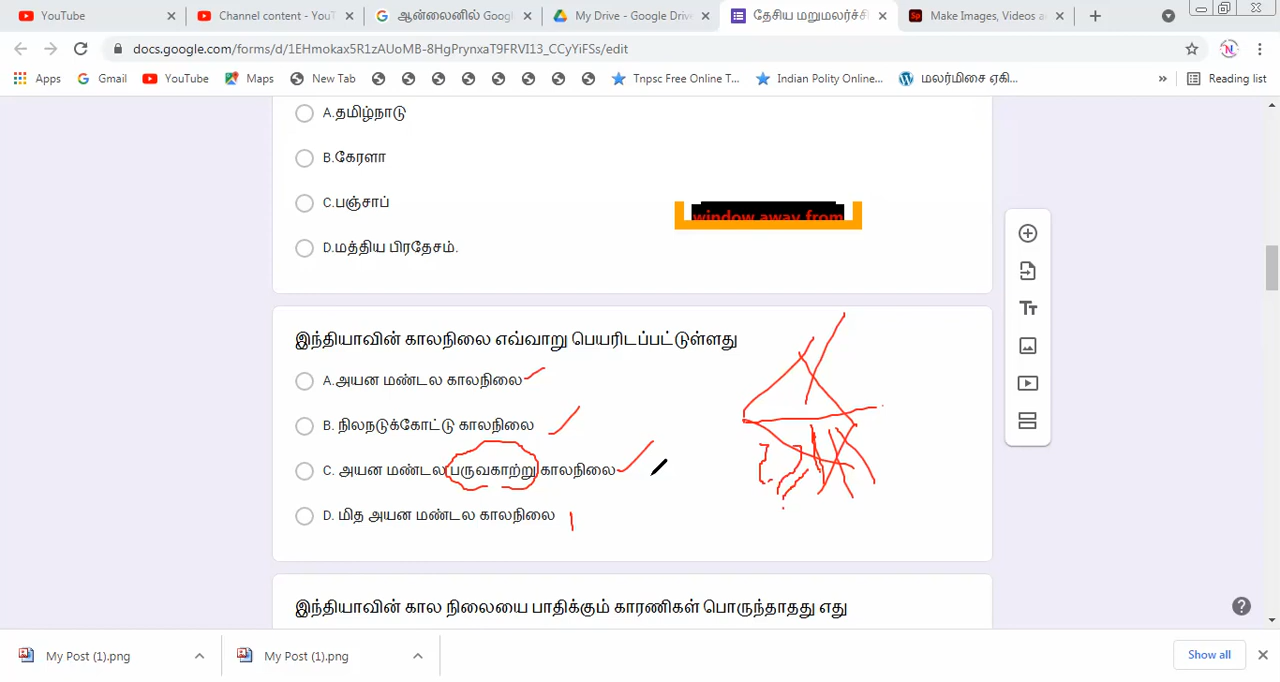 YouTube
Channel content - YouT
ஆன்லைனில் Googl
My Drive - Google Drive
தேசிய மறுமலர்ச்சி
Make Images, Videos a
docs.google.com/forms/d/1EHmokax5R1zAUoMB-8HgPrynxaT9FRVI13_CCyYiFSs/edit
Apps
Gmail
YouTube
Maps
New Tab
Tnpsc Free Online T...
Indian Polity Online...
மலர்மிசை ஏகி...
»
Reading list
A.தமிழ்நாடு
B.கேரளா
C.பஞ்சாப்
window away from
D.மத்திய பிரதேசம்.
இந்தியாவின் காலநிலை எவ்வாறு பெயரிடப்பட்டுள்ளது
A.அயன மண்டல காலநிலை
B. நிலநடுக்கோட்டு காலநிலை
C. அயன மண்டல பருவகாற்று காலநிலை
D. மித அயன மண்டல காலநிலை
இந்தியாவின் கால நிலையை பாதிக்கும் காரணிகள் பொருந்தாதது எது
My Post (1).png
My Post (1).png
Show all